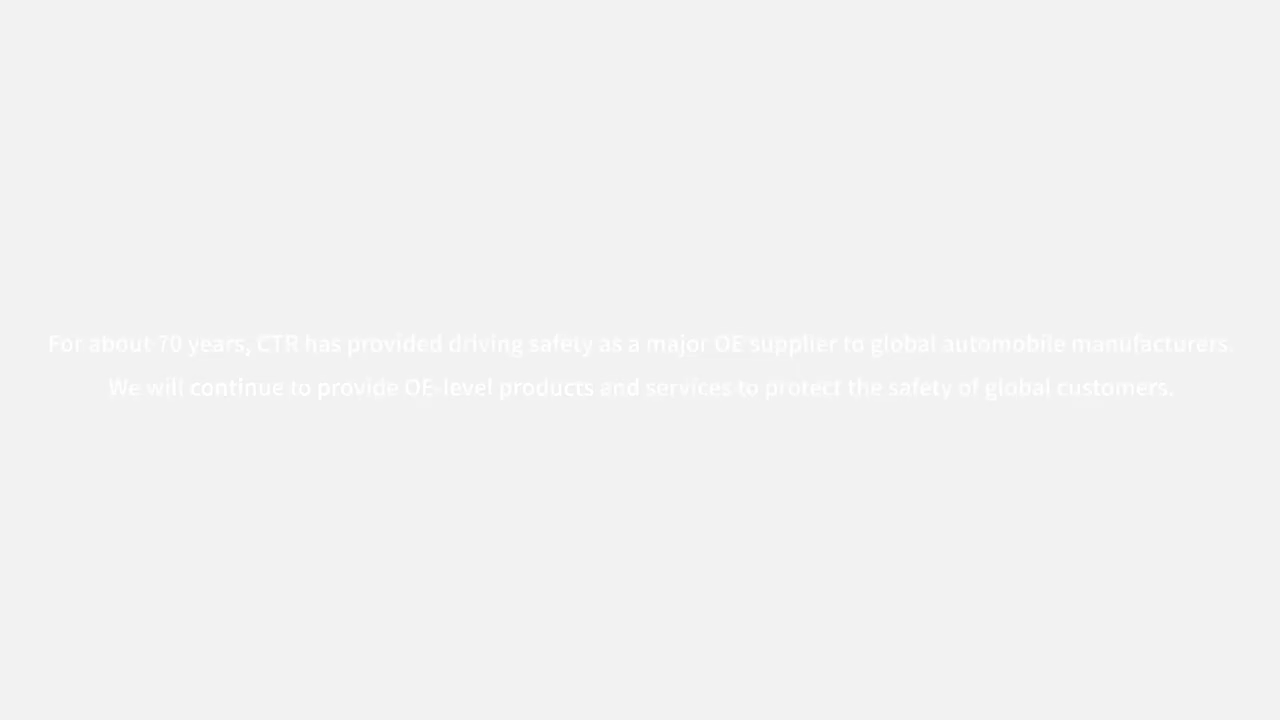 For about 70 years, CTR has provided driving safety as a major OE supplier to global automobile manufacturers.
We will continue to provide OE-level products and services to protect the safety of global customers.